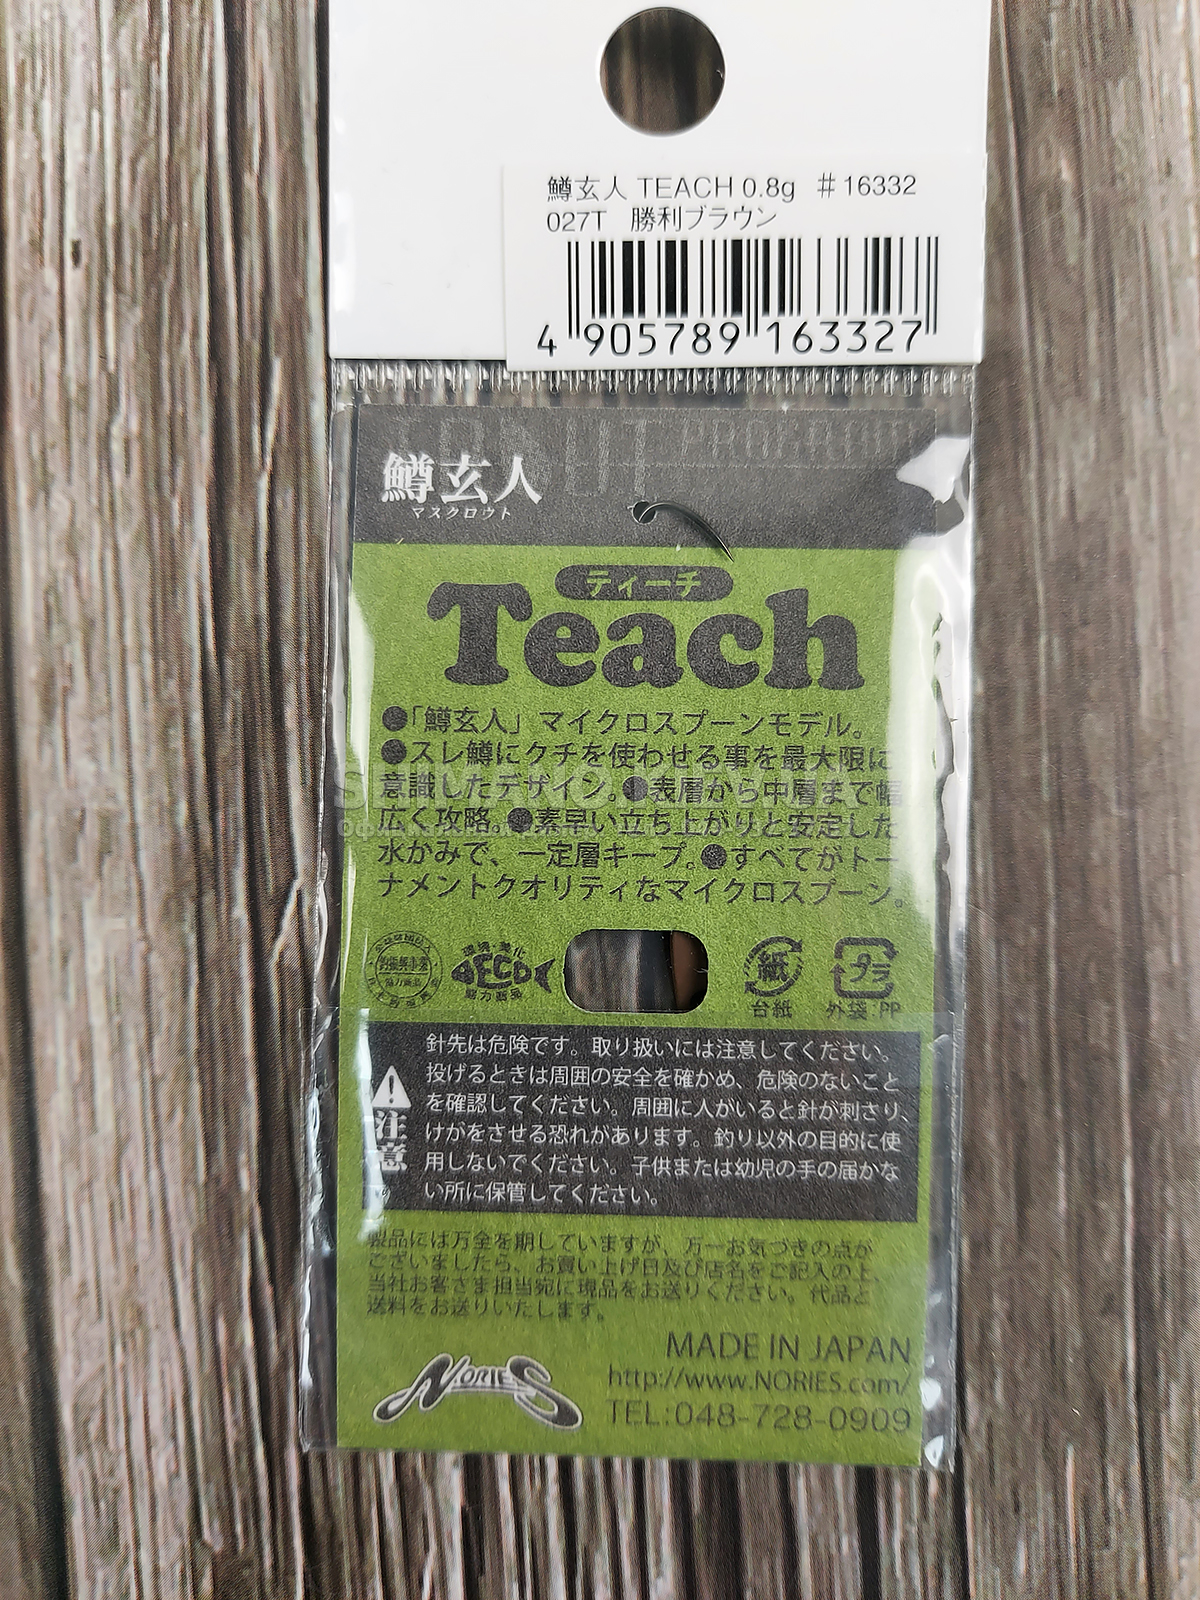 鱒玄人 TEACH 0.8g #16332
027T 勝利ブラウン
4 905789 163327
TROUT PROGRAM
鱒玄人
マスクロウト
ティーチ
Teach
●「鱒玄人」マイクロスプーンモデル。
●スレ鱒にクチを使わせる事を最大限に
意識したデザイン。●表層から中層まで幅
広く攻略。●素早い立ち上がりと安定した
水かみで、一定層キープ。●すべてがトー
ナメントクオリティなマイクロスプーン。
環境・美化
ECO
協力商品
紙
台紙
プラ
外袋:PP
注意
針先は危険です。取り扱いには注意してください。
投げるときは周囲の安全を確かめ、危険のないこと
を確認してください。周囲に人がいると針が刺さり、
けがをさせる恐れがあります。釣り以外の目的に使
用しないでください。子供または幼児の手の届かな
い所に保管してください。
製品には万全を期していますが、万一お気づきの点が
ございましたら、お買い上げ日及び店名をご記入の上、
当社お客さま担当宛に現品をお送りください。代品と
送料をお送りいたします。
MADE IN JAPAN
http://www.NORIES.com/
NORIES
TEL:048-728-0909